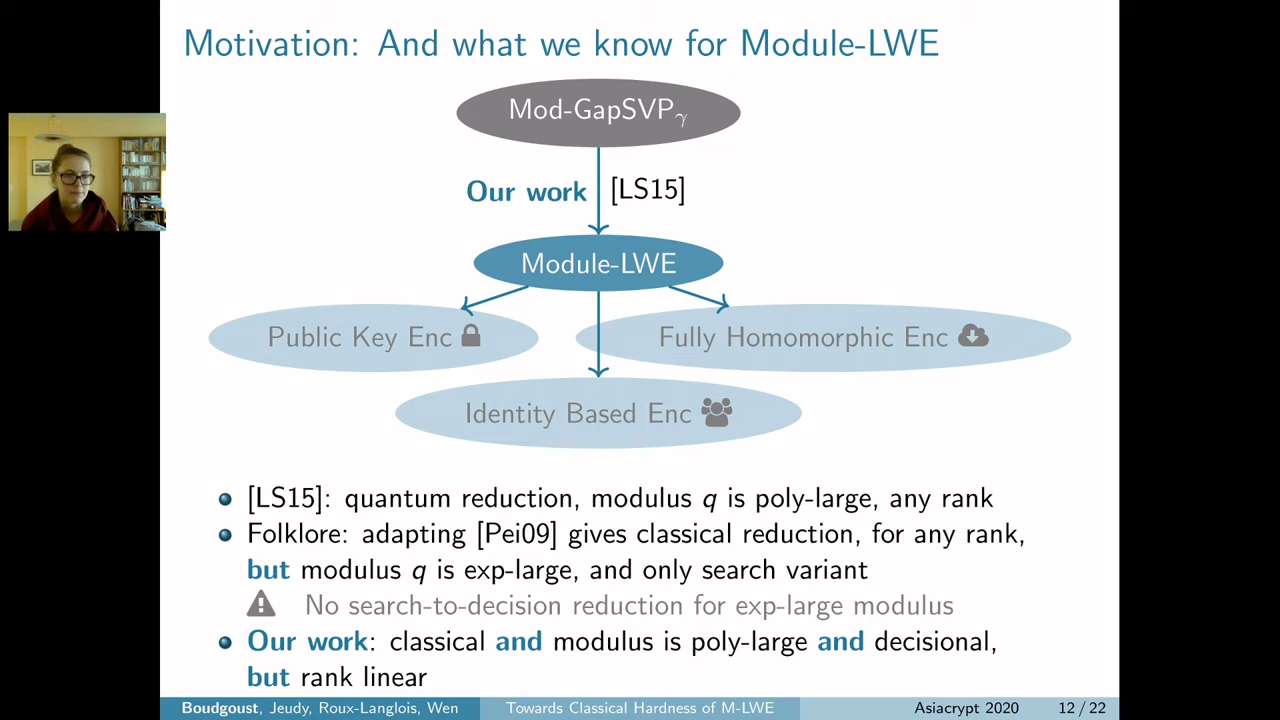 Motivation: And what we know for Module-LWE
Mod-GapSVPγ
Our work [LS15]
Module-LWE
Public Key Enc
Fully Homomorphic Enc
Identity Based Enc
[LS15]: quantum reduction, modulus q is poly-large, any rank
Folklore: adapting [Pei09] gives classical reduction, for any rank,
but modulus q is exp-large, and only search variant
No search-to-decision reduction for exp-large modulus
Our work: classical and modulus is poly-large and decisional,
but rank linear
Boudgoust, Jeudy, Roux-Langlois, Wen Towards Classical Hardness of M-LWE Asiacrypt 2020 12 / 22